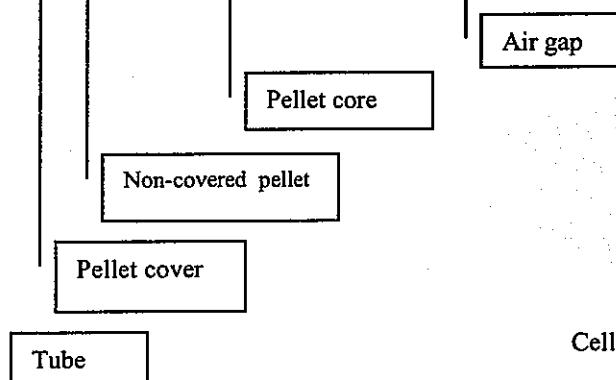 Air gap
Pellet core
Non-covered pellet
Pellet cover
Cell
Tube